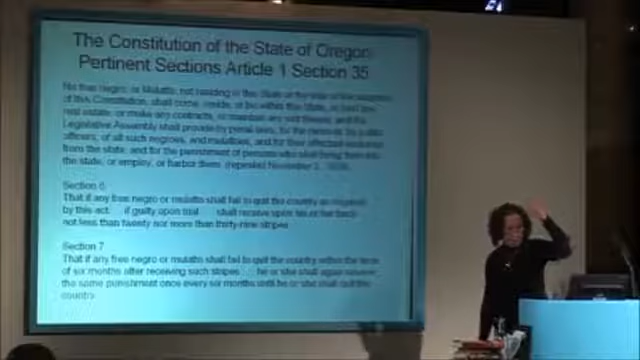 The Constitution of the State of Oregon
Pertinent Sections Article 1 Section 35
No free negro, or Mulatto, not residing in this State at the time of the adoption
of this Constitution, shall come, reside, or be within this State, or hold any
real estate, or make any contracts, or maintain any suit therein; and the
Legislative Assembly shall provide by penal laws, for the removal, by public
officers, of all such negroes, and mulattoes, and for their effectual exclusion
from the state, and for the punishment of persons who shall bring them into
the state, or employ, or harbor them. (repealed November
Section 6
That if any free negro or mulatto shall fail to quit the country as required
by this act if guilty upon trial shall receive upon his or her back
not less than twenty nor more than thirty-nine stripes
Section 7
That if any free negro or mulatto shall fail to quit the country within the term
of six months after receiving such stripes he or she shall again receive
the same punishment once every six months until he or she shall quit the
country